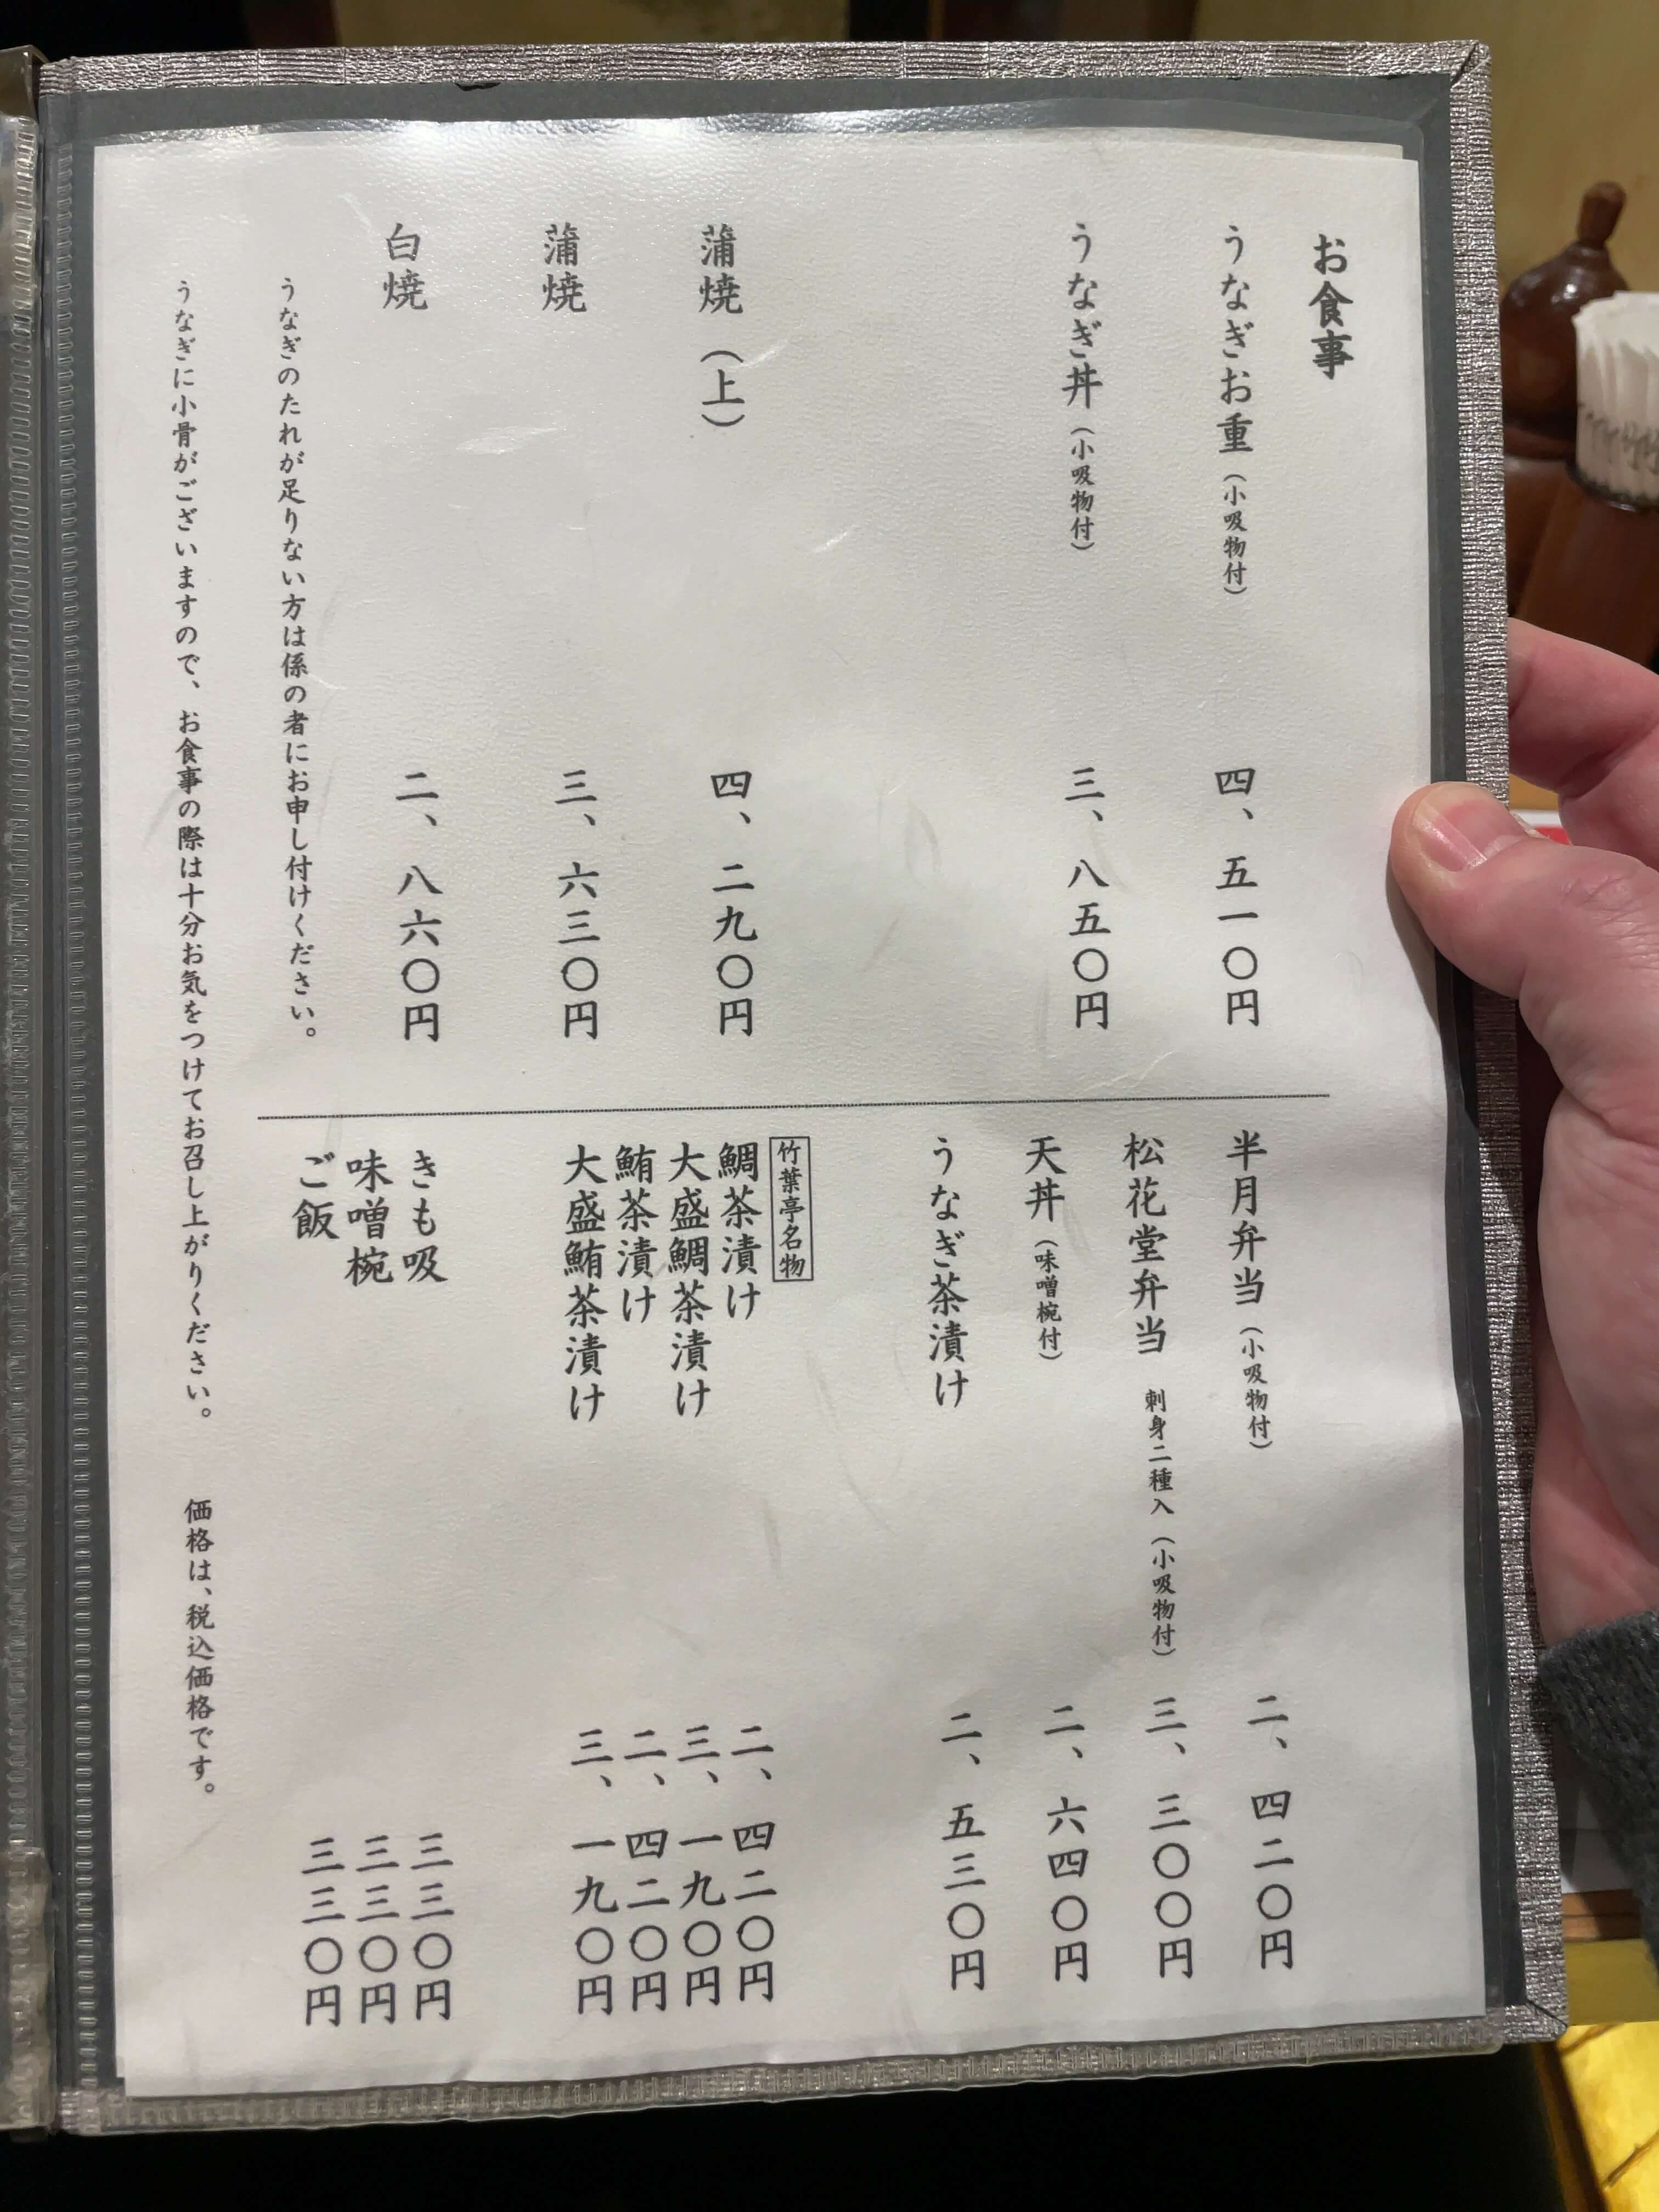 お食事
うなぎお重（小吸物付） 四、五一〇円
うなぎ丼（小吸物付） 三、八五〇円
蒲焼（上） 四、二九〇円
蒲焼 三、六三〇円
白焼 二、八六〇円
うなぎのたれが足りない方は係の者にお申し付けください。
半月弁当（小吸物付） 二、四二〇円
松花堂弁当 刺身二種入（小吸物付） 三、三〇〇円
天丼（味噌椀付） 二、六四〇円
うなぎ茶漬け 二、五三〇円
竹葉亭名物
鯛茶漬け 二、四二〇円
大盛鯛茶漬け 三、一九〇円
鮪茶漬け 二、四二〇円
大盛鮪茶漬け 三、一九〇円
きも吸 三三〇円
味噌椀 三三〇円
ご飯 三三〇円
うなぎに小骨がございますので、お食事の際は十分お気をつけてお召し上がりください。 価格は、税込価格です。